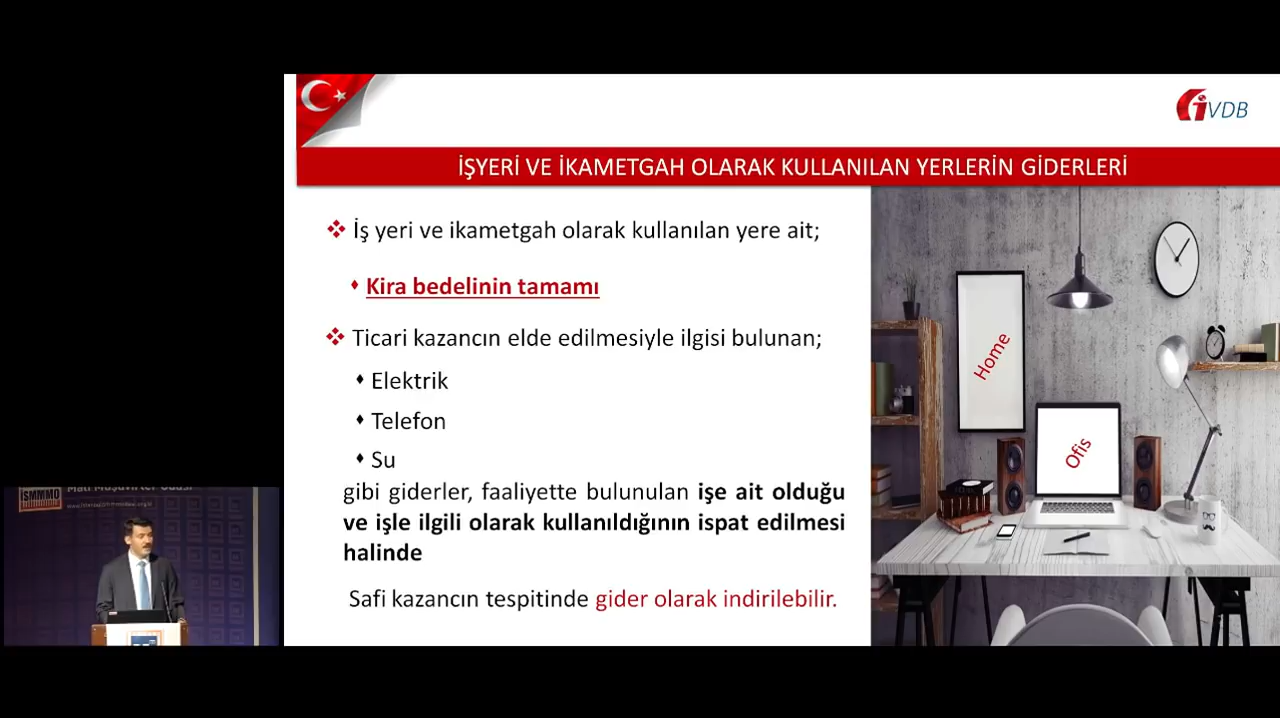 iVDB
İŞYERİ VE İKAMETGAH OLARAK KULLANILAN YERLERİN GİDERLERİ
İş yeri ve ikametgah olarak kullanılan yere ait;
Kira bedelinin tamamı
Ticari kazancın elde edilmesiyle ilgisi bulunan;
Elektrik
Telefon
Su
gibi giderler, faaliyette bulunulan işe ait olduğu
ve işle ilgili olarak kullanıldığının ispat edilmesi
halinde
Safi kazancın tespitinde gider olarak indirilebilir.
Home
Ofis
İSMMMO
Mali Müşavirler Odası